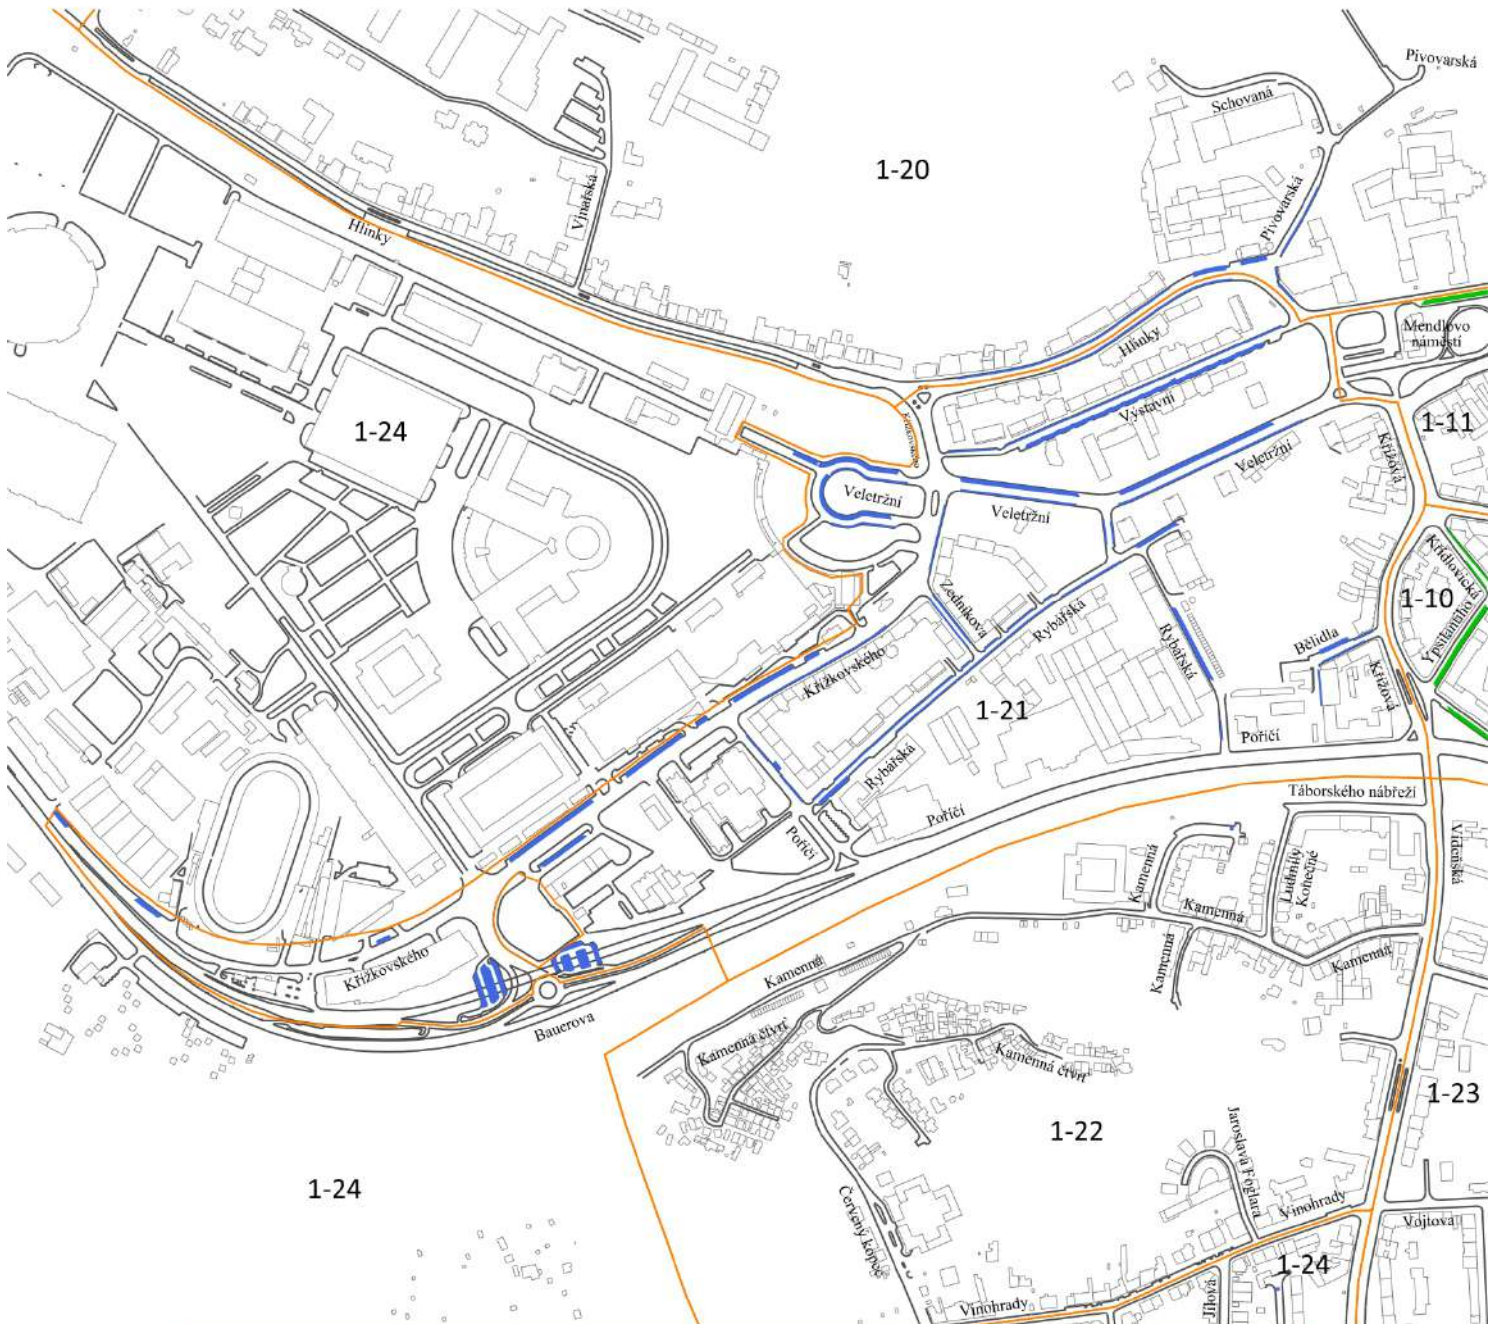 Pivovarská
Schovaná
1-20
Vinařská
Pivovarská
Hlinky
Mendlovo
náměstí
Hlinky
Výstavní
Křížkovského
1-24
1-11
Křížová
Veletržní
Veletržní
Veletržní
Křídlovická
1-10
Ypsilantiho
Zedníkova
Rybářská
Rybářská
Bělidla
Křížkovského
Křížová
1-21
Poříčí
Rybářská
Táborského nábřeží
Poříčí
Poříčí
Vídeňská
Kamenná
Ludmily
Konečné
Kamenná
Křížkovského
Kamenná
Kamenná
Kamenná
Bauerova
Kamenná čtvrť
Kamenná čtvrť
1-23
1-22
Jaroslava Foglara
1-24
Červený kopec
Vinohrady
Vojtova
1-24
Jílová
Vinohrady